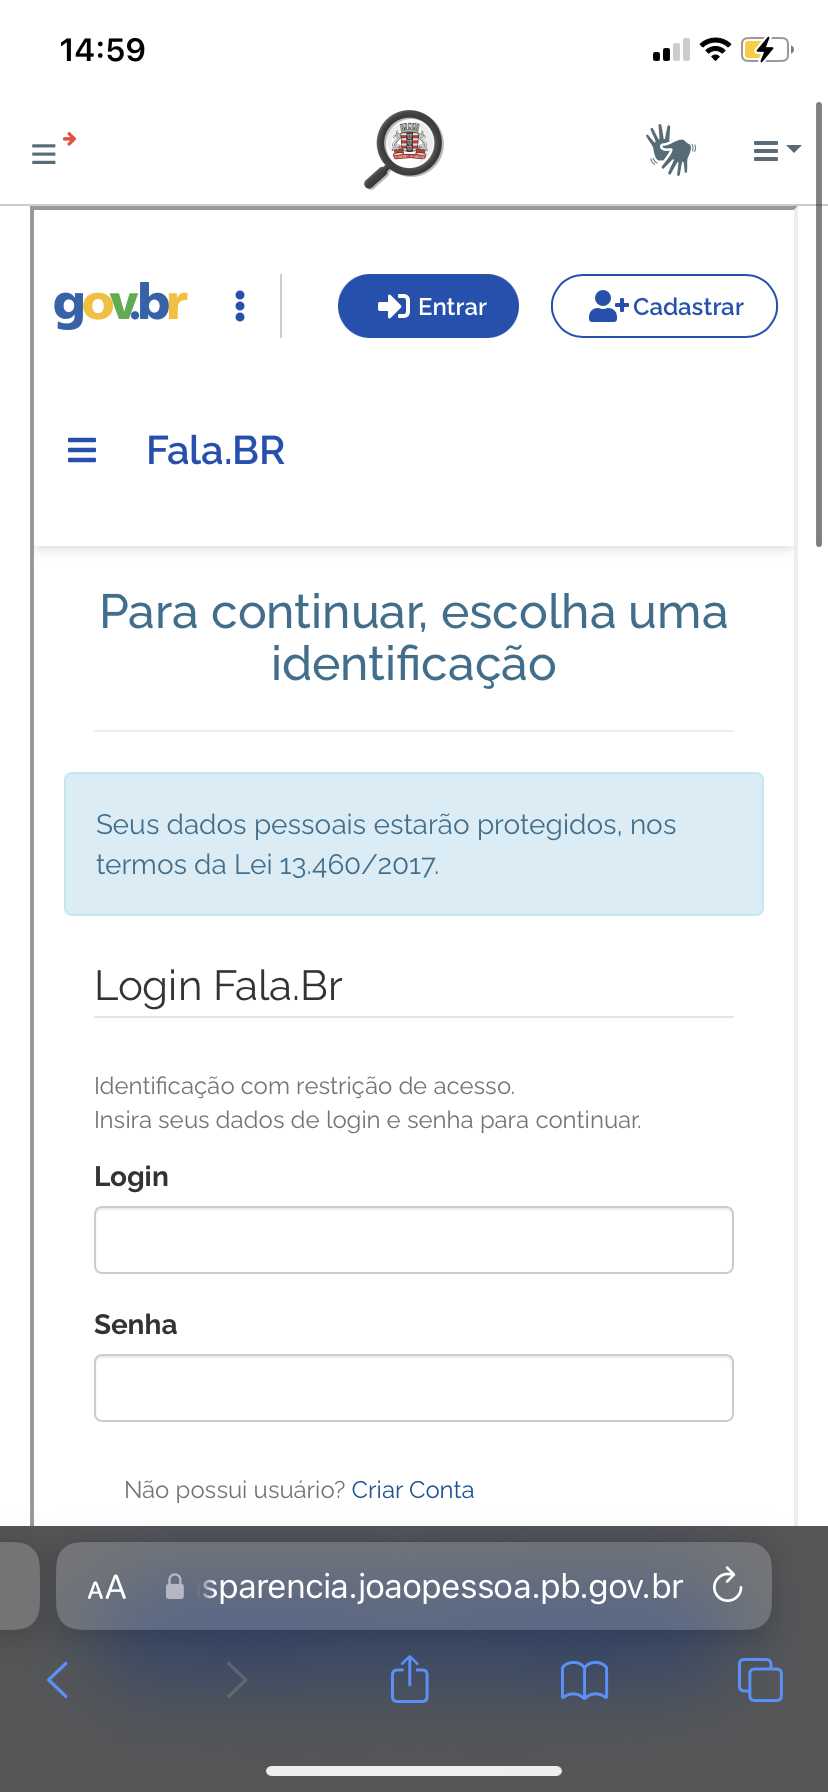 14:59
gov.br
Entrar
Cadastrar
Fala.BR
Para continuar, escolha uma
identificação
Seus dados pessoais estarão protegidos, nos
termos da Lei 13.460/2017.
Login Fala.Br
Identificação com restrição de acesso.
Insira seus dados de login e senha para continuar.
Login
Senha
Não possui usuário? Criar Conta
AA
sparencia.joaopessoa.pb.gov.br